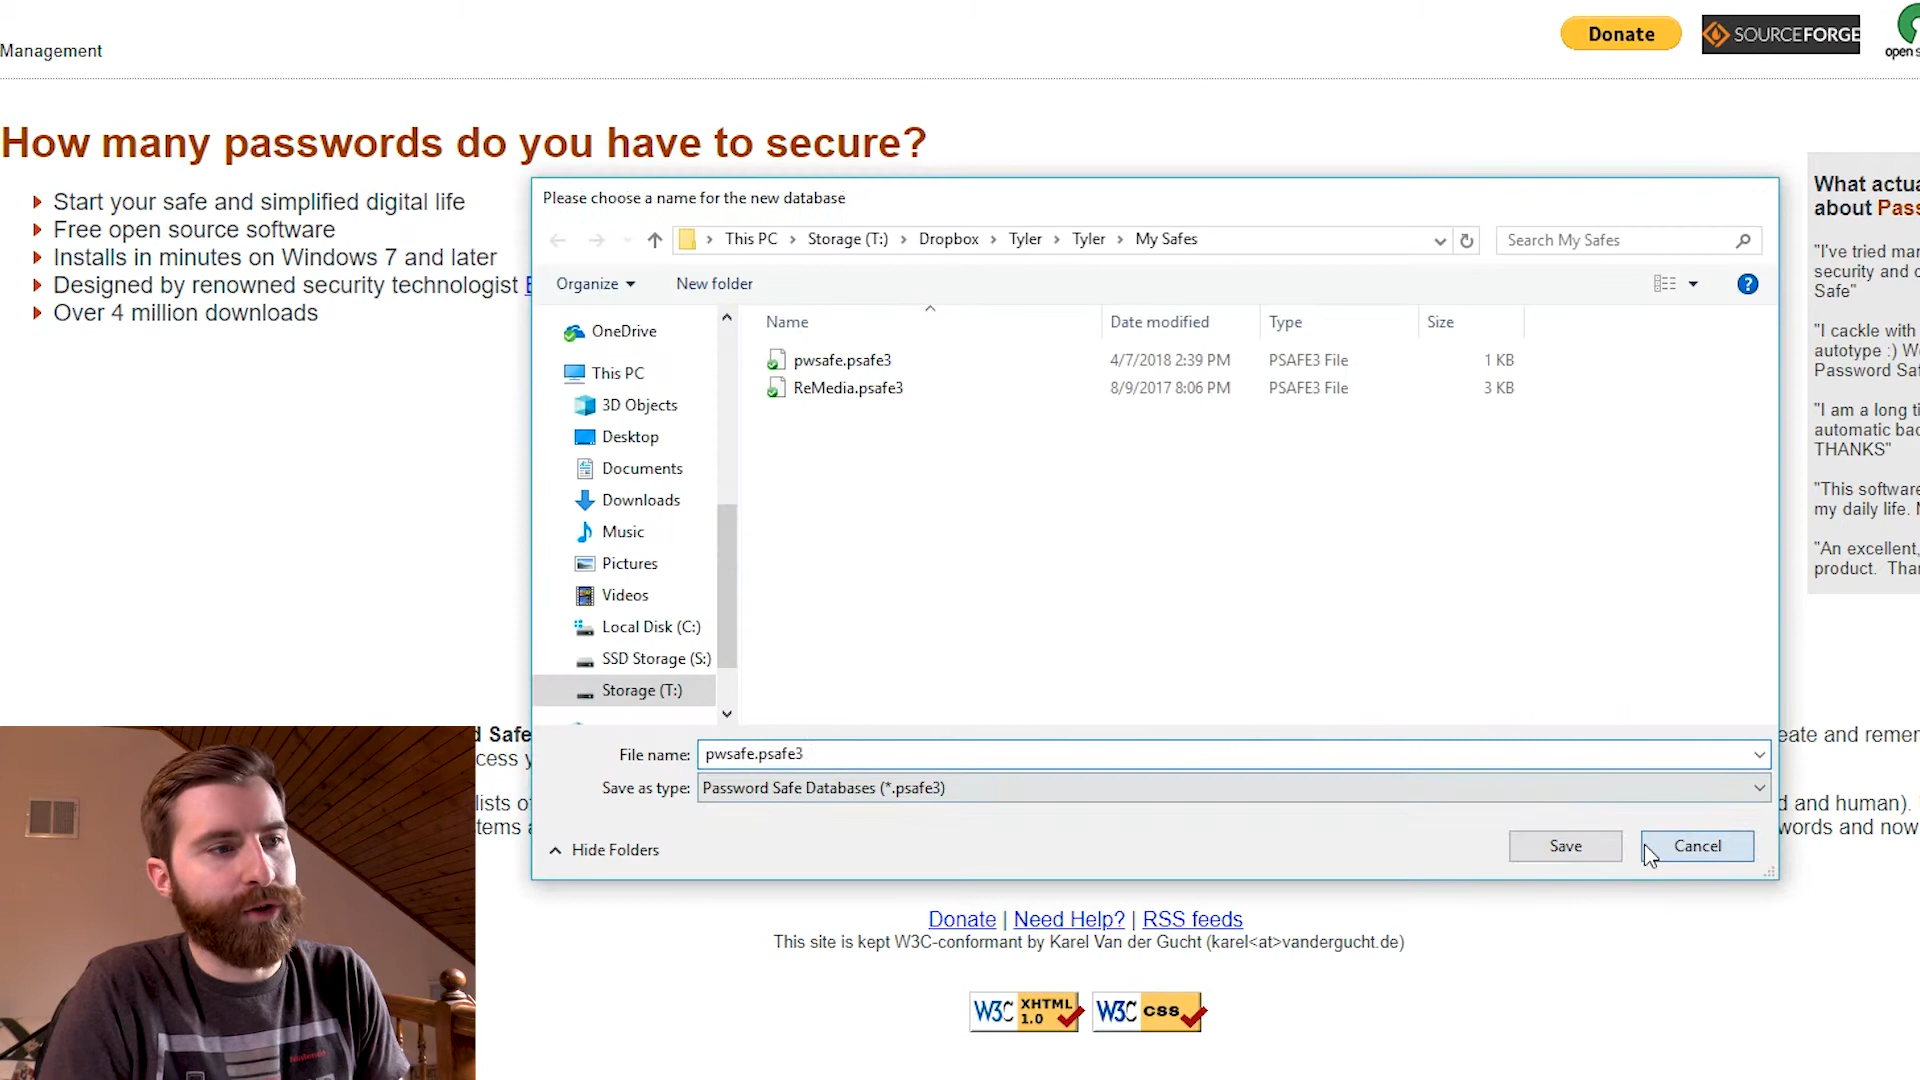 Management
Donate
SOURCEFORGE
open
How many passwords do you have to secure?
Start your safe and simplified digital life
Free open source software
Installs in minutes on Windows 7 and later
Designed by renowned security technologist
Over 4 million downloads
Please choose a name for the new database
This PC > Storage (T:) > Dropbox > Tyler > Tyler > My Safes
Search My Safes
Organize
New folder
?
Name Date modified Type Size
pwsafe.psafe3 4/7/2018 2:39 PM PSAFE3 File 1 KB
ReMedia.psafe3 8/9/2017 8:06 PM PSAFE3 File 3 KB
OneDrive
This PC
3D Objects
Desktop
Documents
Downloads
Music
Pictures
Videos
Local Disk (C:)
SSD Storage (S:)
Storage (T:)
File name: pwsafe.psafe3
Save as type: Password Safe Databases (*.psafe3)
Hide Folders
Save
Cancel
What actua
about Pass
"I've tried mar
security and
Safe"
"I cackle with
autotype :) W
Password Saf
"I am a long ti
automatic bac
THANKS"
"This software
my daily life.
"An excellent,
product. Than
d Safe
cess y
lists o
tems a
eate and remem
d and human).
words and now
Donate | Need Help? | RSS feeds
This site is kept W3C-conformant by Karel Van der Gucht (karel<at>vandergucht.de)
W3C XHTML 1.0
W3C CSS
Nintendo